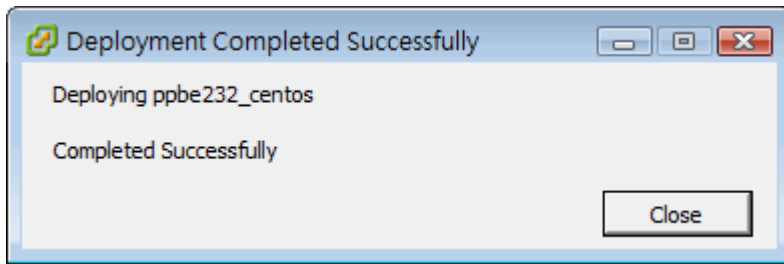 Deployment Completed Successfully
Deploying ppbe232_centos
Completed Successfully
Close